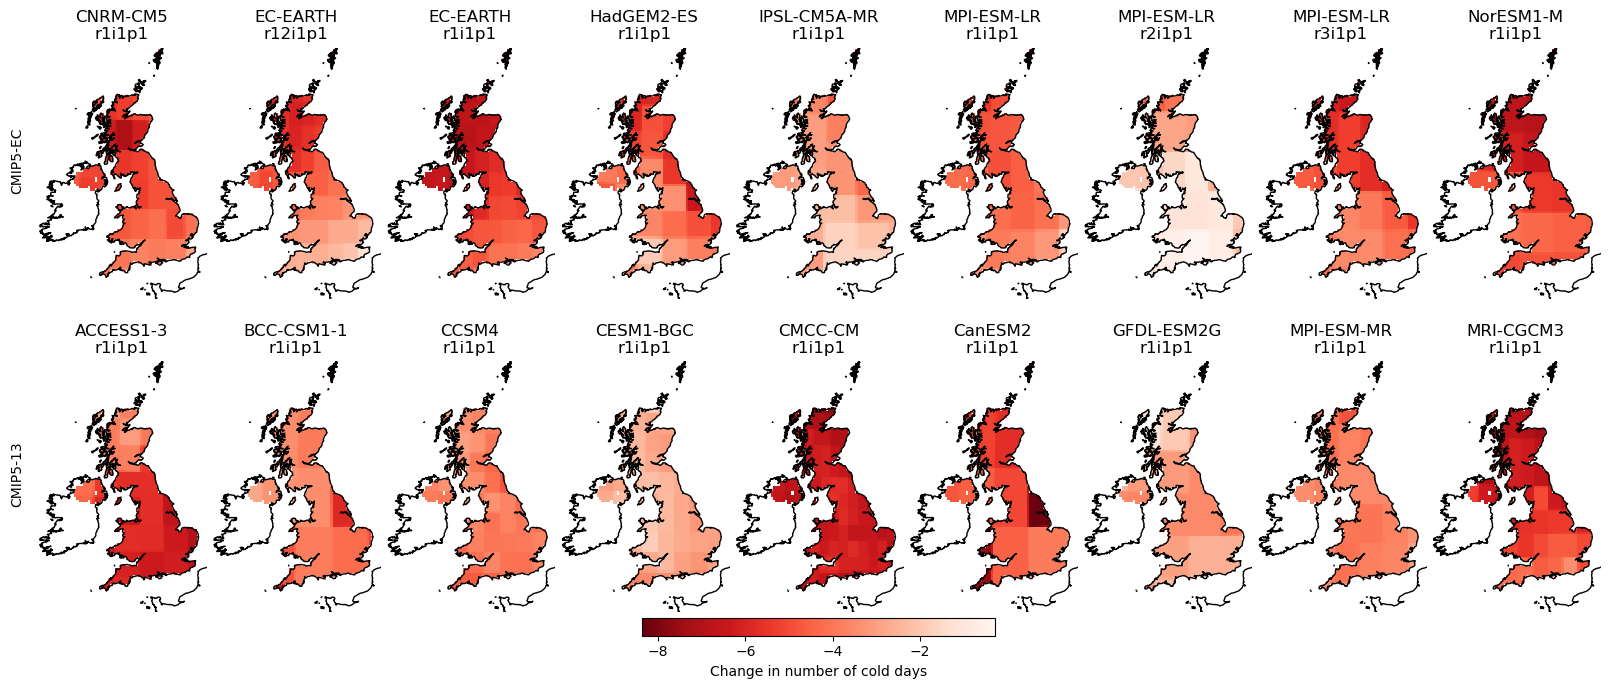 CNRM-CM5 EC-EARTH EC-EARTH HadGEM2-ES IPSL-CM5A-MR MPI-ESM-LR MPI-ESM-LR MPI-ESM-LR NorESM1-M
r1i1p1 r12i1p1 r1i1p1 r1i1p1 r1i1p1 r1i1p1 r2i1p1 r3i1p1 r1i1p1
CMIP5-EC
ACCESS1-3 BCC-CSM1-1 CCSM4 CESM1-BGC CMCC-CM CanESM2 GFDL-ESM2G MPI-ESM-MR MRI-CGCM3
r1i1p1 r1i1p1 r1i1p1 r1i1p1 r1i1p1 r1i1p1 r1i1p1 r1i1p1 r1i1p1
CMIP5-13
−8 −6 −4 −2
Change in number of cold days